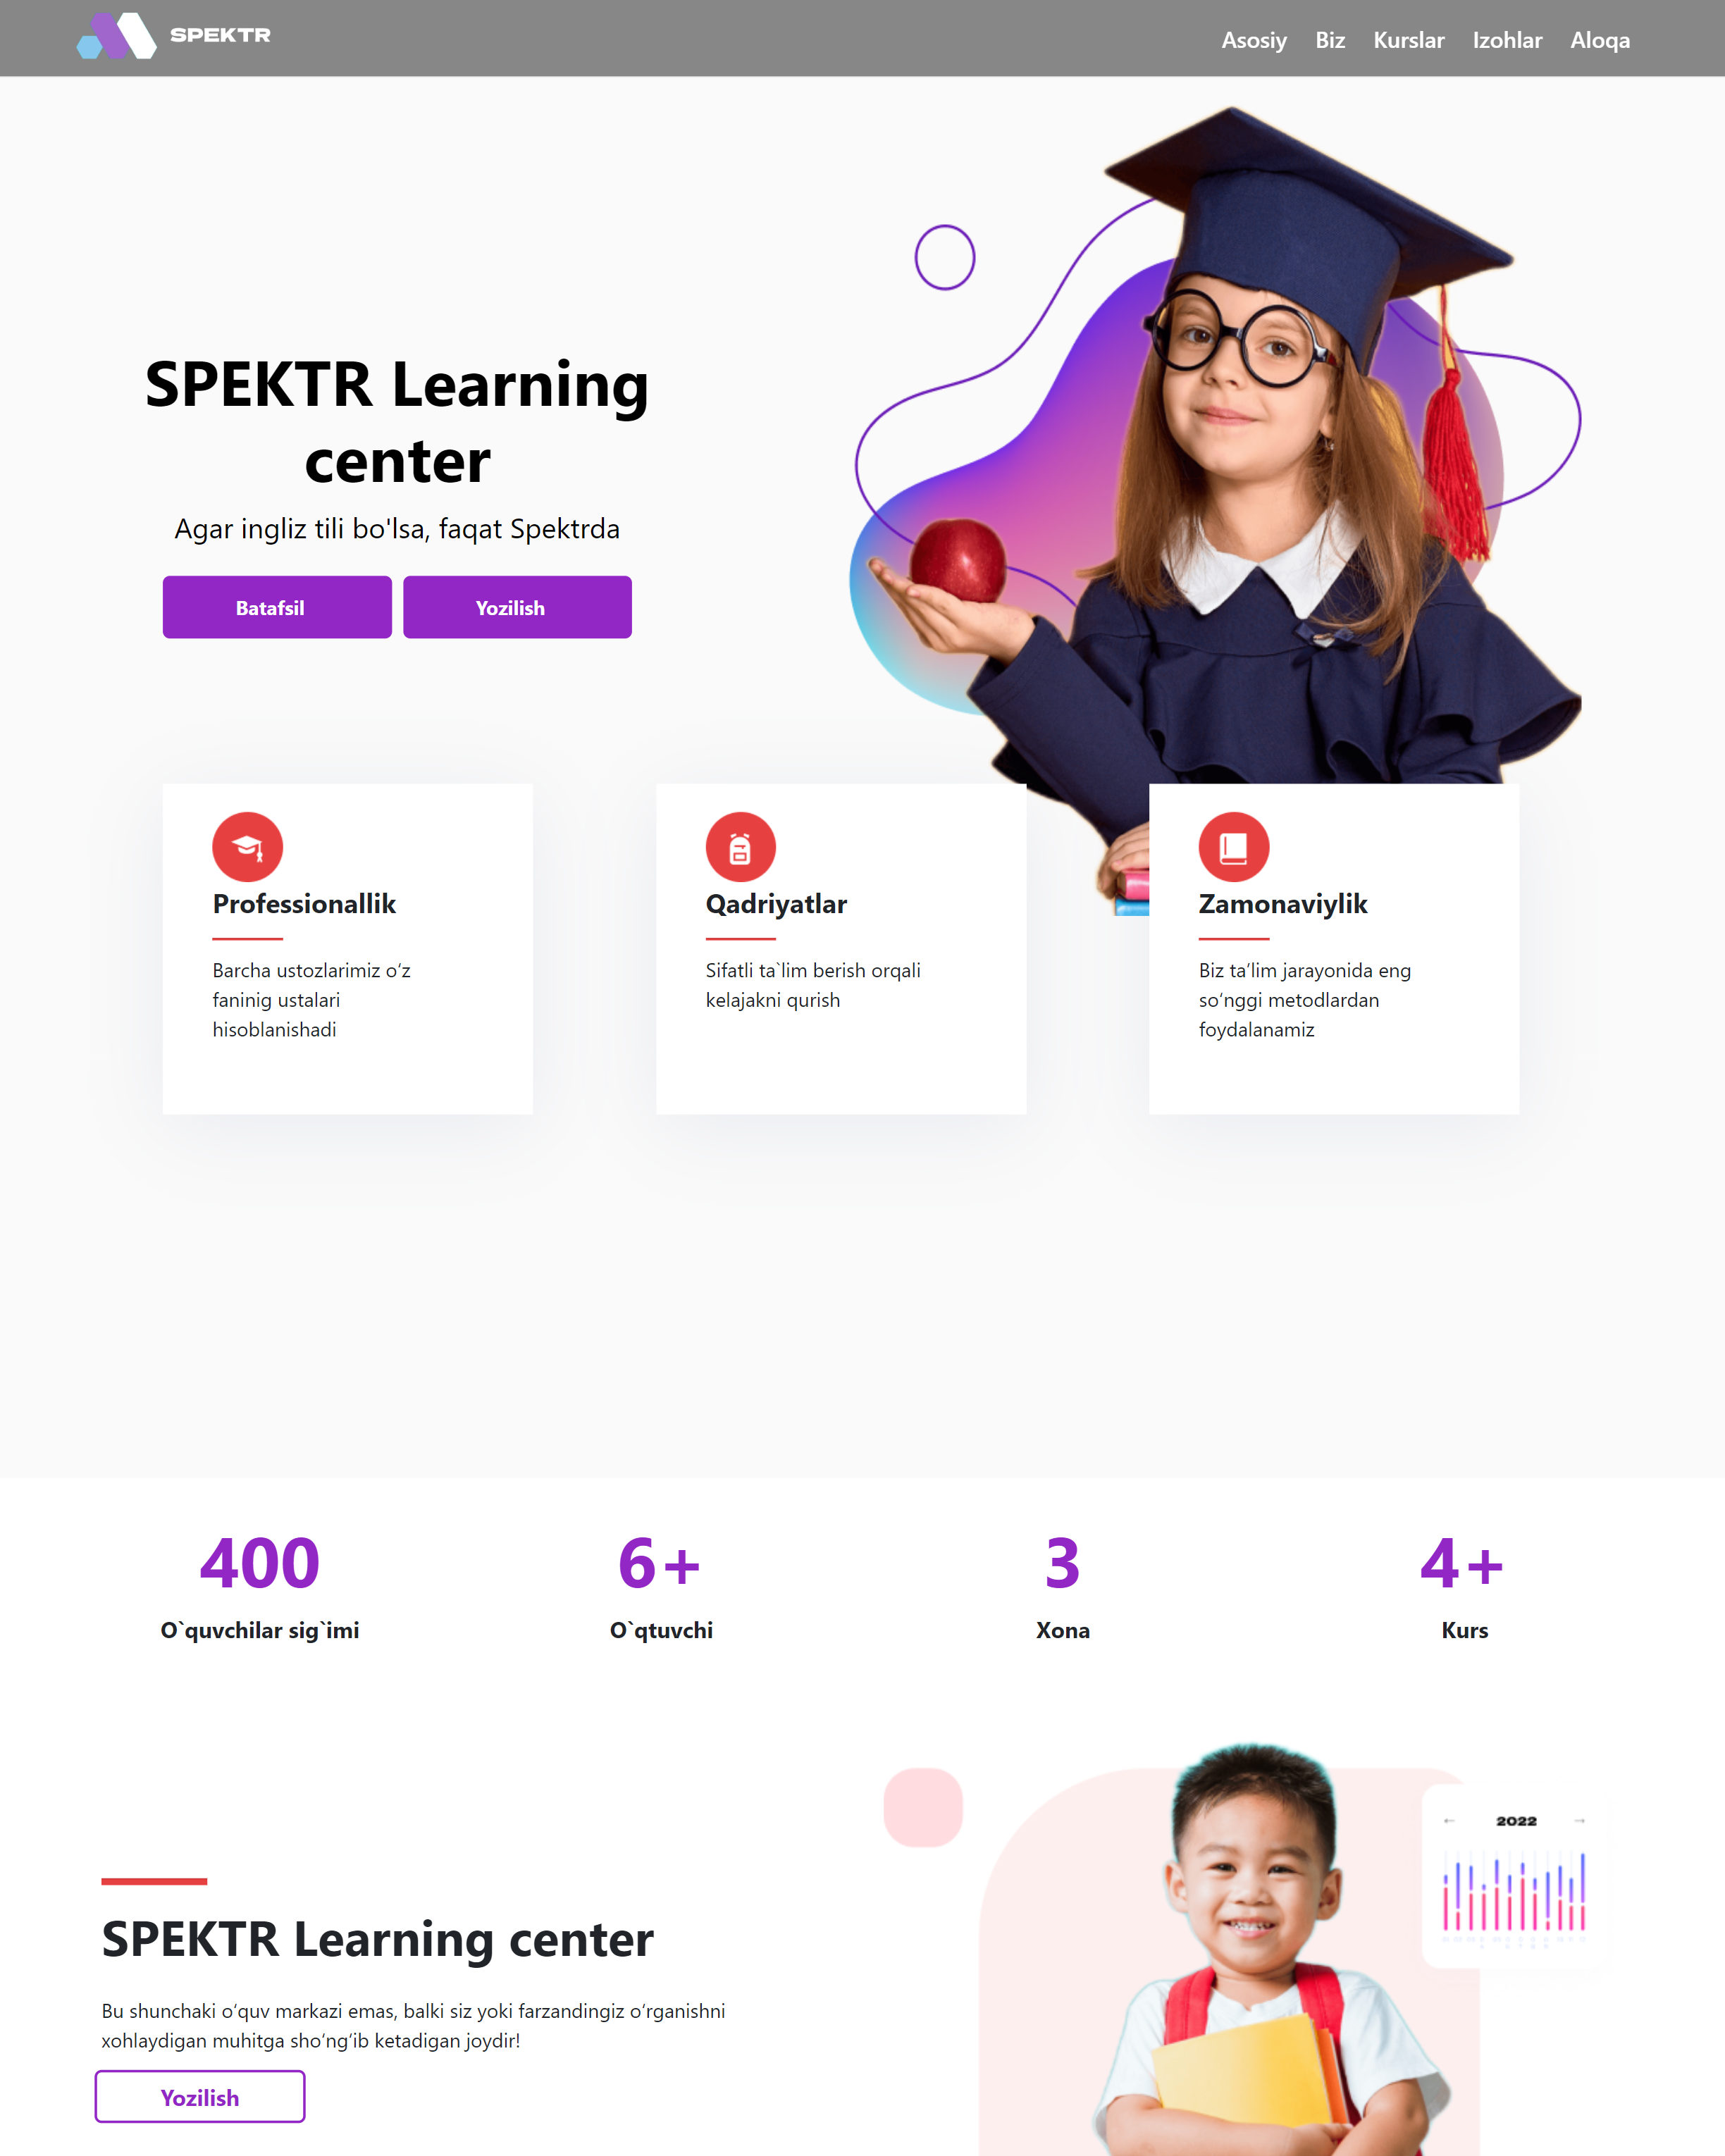 SPEKTR
Asosiy Biz Kurslar Izohlar Aloqa
SPEKTR Learning
center
Agar ingliz tili bo'lsa, faqat Spektrda
Batafsil
Yozilish
Professionallik
Barcha ustozlarimiz o‘z
faninig ustalari
hisoblanishadi
Qadriyatlar
Sifatli ta`lim berish orqali
kelajakni qurish
Zamonaviylik
Biz ta’lim jarayonida eng
so‘nggi metodlardan
foydalanamiz
400
O`quvchilar sig`imi
6+
O`qtuvchi
3
Xona
4+
Kurs
← 2022 →
SPEKTR Learning center
Bu shunchaki o‘quv markazi emas, balki siz yoki farzandingiz o‘rganishni
xohlaydigan muhitga sho‘ng‘ib ketadigan joydir!
Yozilish